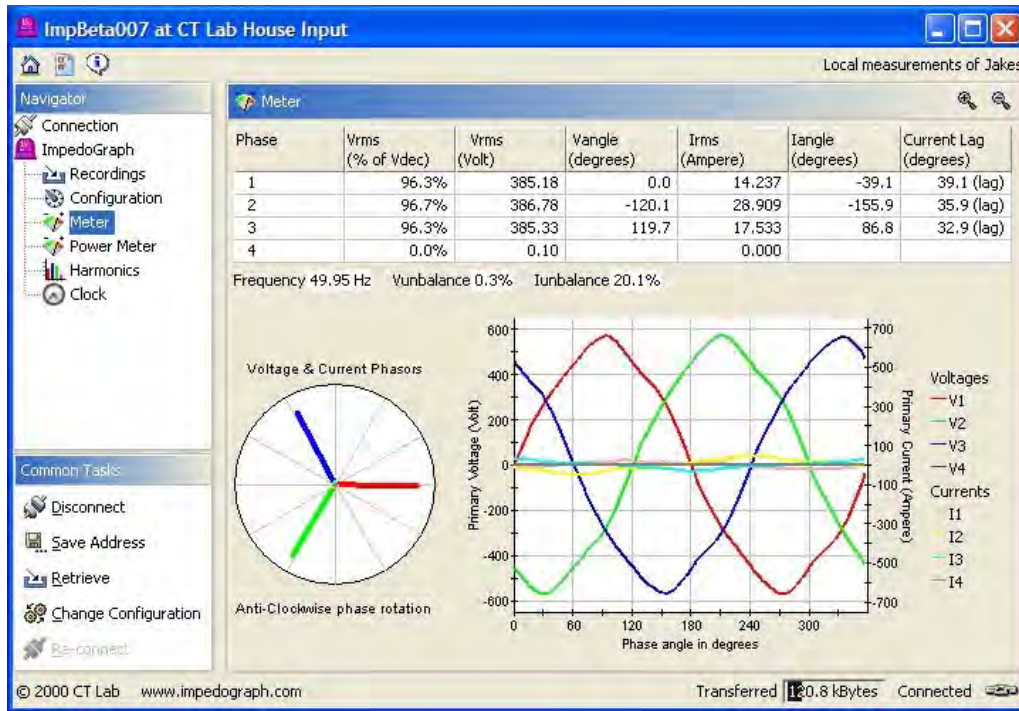 ImpBeta007 at CT Lab House Input
Local measurements of Jakes
Navigator
Connection
ImpedoGraph
Recordings
Configuration
Meter
Power Meter
Harmonics
Clock
Common Tasks
Disconnect
Save Address
Retrieve
Change Configuration
Re-connect
Meter
Phase Vrms (% of Vdec) Vrms (Volt) Vangle (degrees) Irms (Ampere) Iangle (degrees) Current Lag (degrees)
1 96.3% 385.18 0.0 14.237 -39.1 39.1 (lag)
2 96.7% 386.78 -120.1 28.909 -155.9 35.9 (lag)
3 96.3% 385.33 119.7 17.533 86.8 32.9 (lag)
4 0.0% 0.10 0.000
Frequency 49.95 Hz Vunbalance 0.3% Iunbalance 20.1%
Voltage & Current Phasors
Anti-Clockwise phase rotation
Primary Voltage (Volt)
600
400
200
0
-200
-400
-600
0 60 120 180 240 300
Phase angle in degrees
700
500
300
100
-100
-300
-500
-700
Primary Current (Ampere)
Voltages
V1
V2
V3
V4
Currents
I1
I2
I3
I4
© 2000 CT Lab www.impedograph.com
Transferred 120.8 kBytes Connected